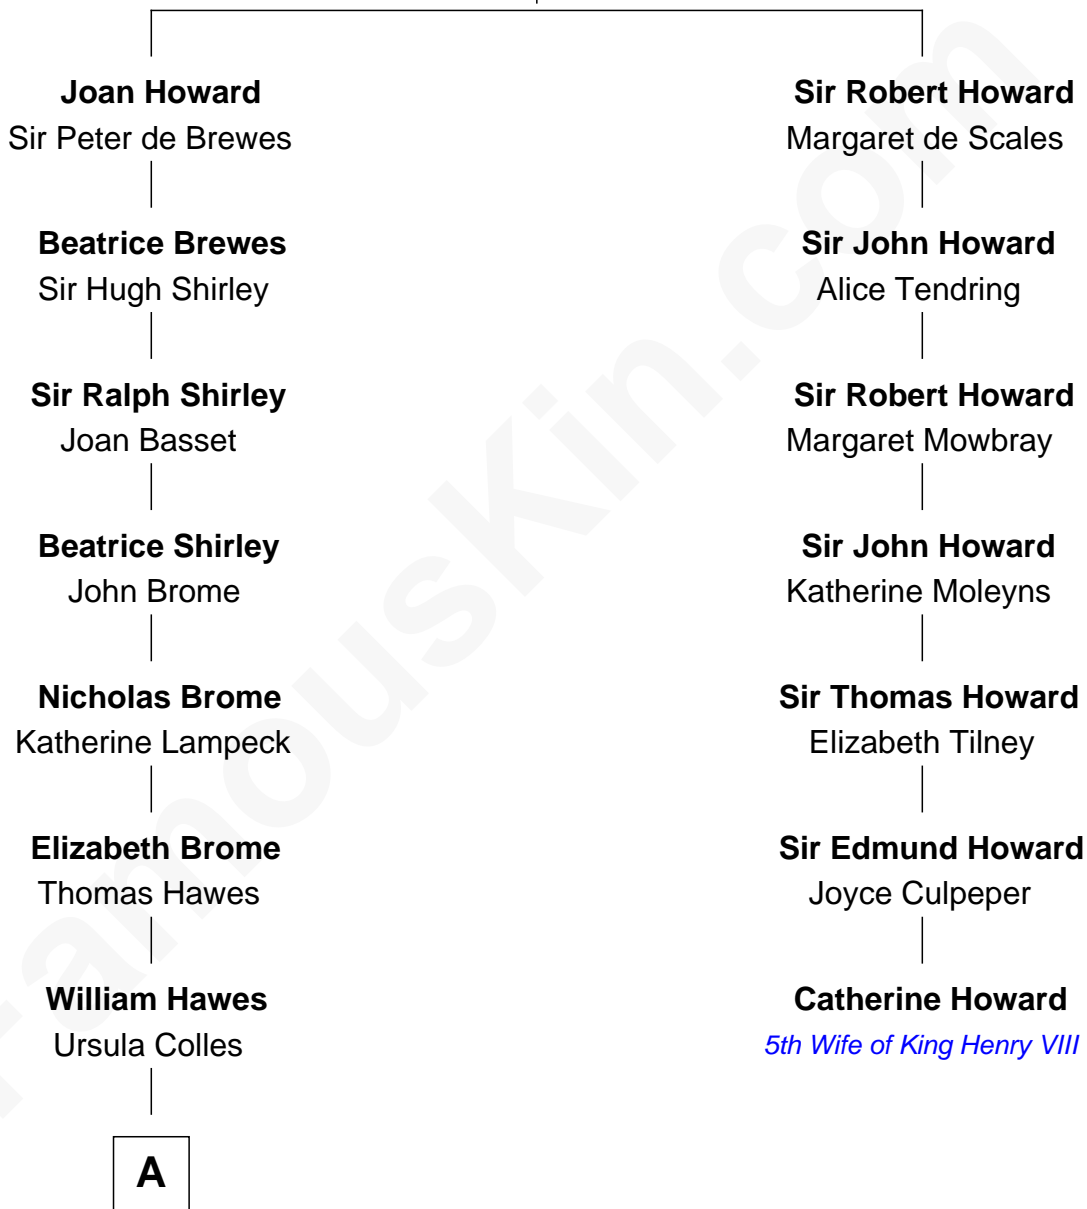 Joan Howard
Sir Peter de Brewes
Sir Robert Howard
Margaret de Scales
Beatrice Brewes
Sir Hugh Shirley
Sir John Howard
Alice Tendring
Sir Ralph Shirley
Joan Basset
Sir Robert Howard
Margaret Mowbray
Beatrice Shirley
John Brome
Sir John Howard
Katherine Moleyns
Nicholas Brome
Katherine Lampeck
Sir Thomas Howard
Elizabeth Tilney
Elizabeth Brome
Thomas Hawes
Sir Edmund Howard
Joyce Culpeper
William Hawes
Ursula Colles
Catherine Howard
5th Wife of King Henry VIII
A
FamousKin.com